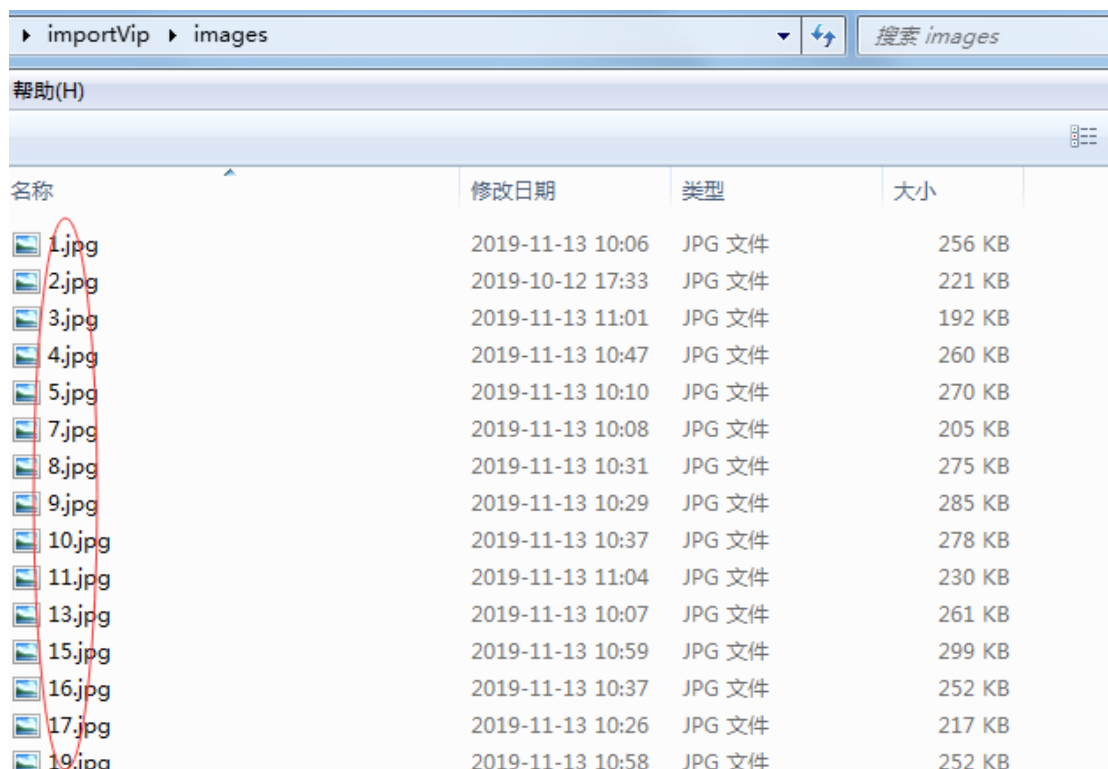 importVip images 搜索 images
帮助(H)
名称 修改日期 类型 大小
1.jpg 2019-11-13 10:06 JPG 文件 256 KB
2.jpg 2019-10-12 17:33 JPG 文件 221 KB
3.jpg 2019-11-13 11:01 JPG 文件 192 KB
4.jpg 2019-11-13 10:47 JPG 文件 260 KB
5.jpg 2019-11-13 10:10 JPG 文件 270 KB
7.jpg 2019-11-13 10:08 JPG 文件 205 KB
8.jpg 2019-11-13 10:31 JPG 文件 275 KB
9.jpg 2019-11-13 10:29 JPG 文件 285 KB
10.jpg 2019-11-13 10:37 JPG 文件 278 KB
11.jpg 2019-11-13 11:04 JPG 文件 230 KB
13.jpg 2019-11-13 10:07 JPG 文件 261 KB
15.jpg 2019-11-13 10:59 JPG 文件 299 KB
16.jpg 2019-11-13 10:37 JPG 文件 252 KB
17.jpg 2019-11-13 10:26 JPG 文件 217 KB
19.jpg 2019-11-13 10:58 JPG 文件 252 KB